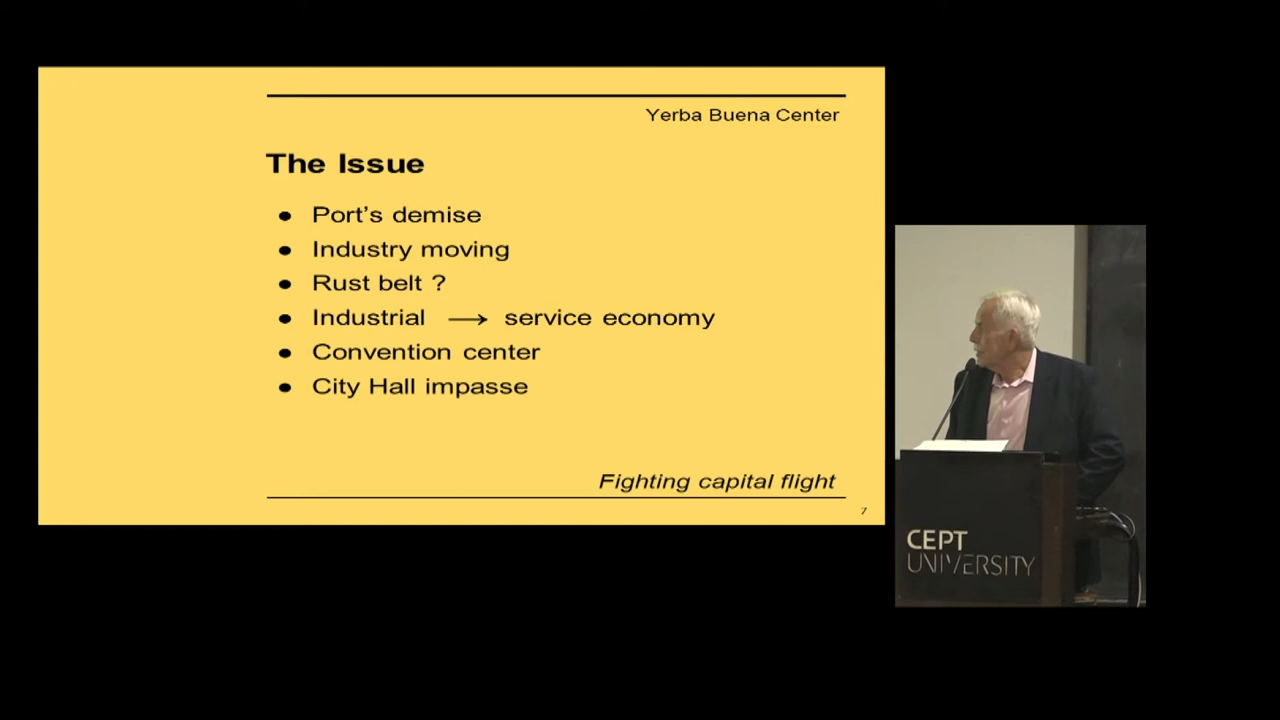 Yerba Buena Center
The Issue
● Port's demise
● Industry moving
● Rust belt ?
● Industrial ⟶ service economy
● Convention center
● City Hall impasse
Fighting capital flight
7
CEPT
UNIVERSITY